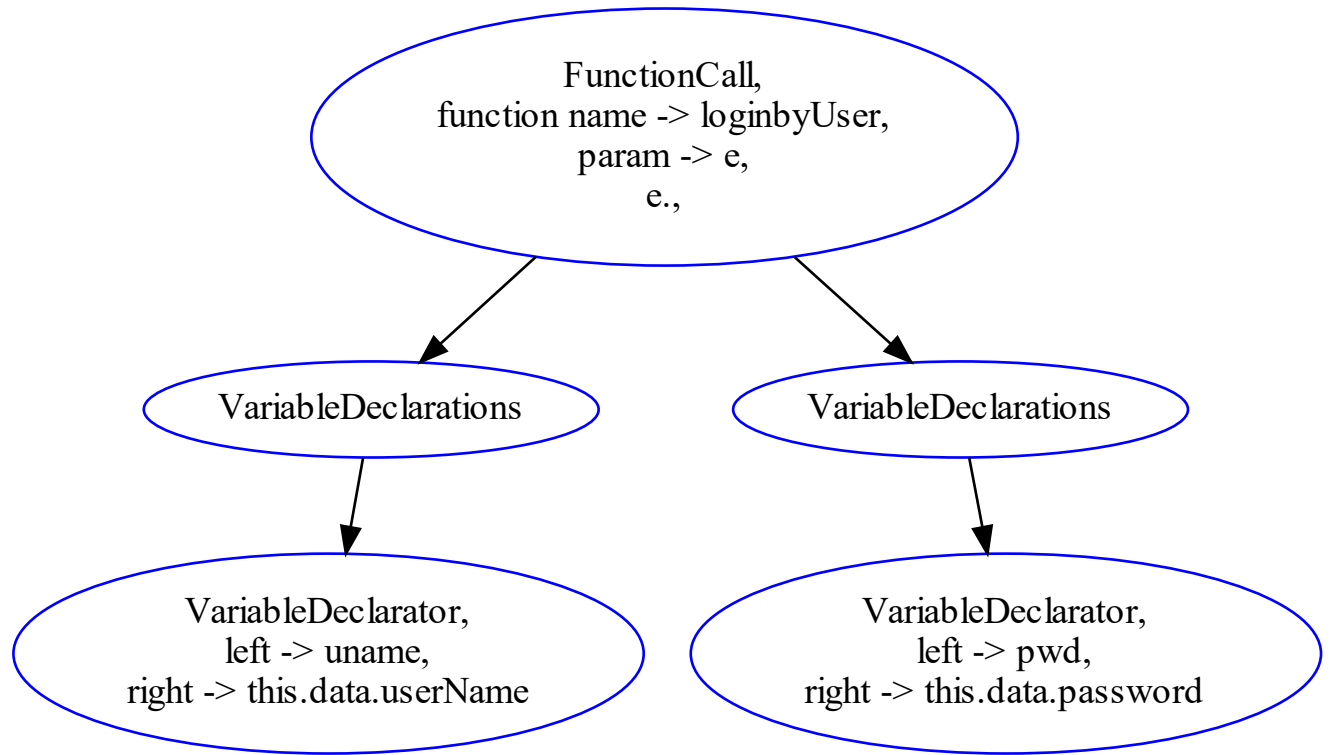 FunctionCall,
function name -> loginbyUser,
param -> e,
e.,
VariableDeclarations
VariableDeclarations
VariableDeclarator,
left -> uname,
right -> this.data.userName
VariableDeclarator,
left -> pwd,
right -> this.data.password